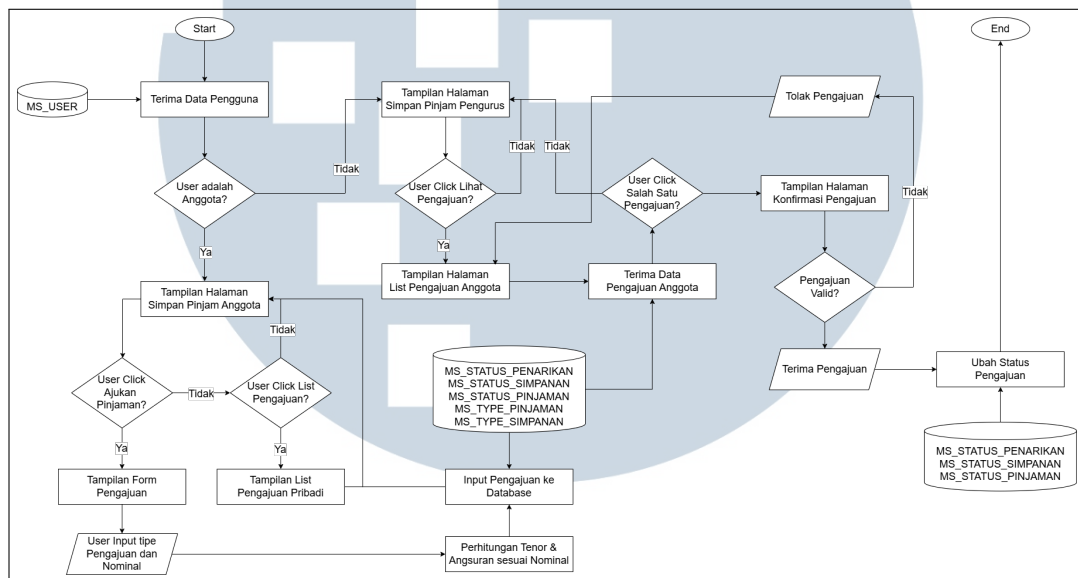 Start
End
MS_USER
Terima Data Pengguna
Tampilan Halaman
Simpan Pinjam Pengurus
Tolak Pengajuan
Tidak
Tidak
Tidak
Tidak
User adalah
Anggota?
User Click Lihat
Pengajuan?
User Click
Salah Satu
Pengajuan?
Tampilan Halaman
Konfirmasi Pengajuan
Ya
Ya
Tampilan Halaman
Simpan Pinjam Anggota
Tampilan Halaman
List Pengajuan Anggota
Terima Data
Pengajuan Anggota
Pengajuan
Valid?
Tidak
User Click
Ajukan
Pinjaman?
Tidak
User Click List
Pengajuan?
MS_STATUS_PENARIKAN
MS_STATUS_SIMPANAN
MS_STATUS_PINJAMAN
MS_TYPE_PINJAMAN
MS_TYPE_SIMPANAN
Terima Pengajuan
Ubah Status
Pengajuan
Ya
Ya
MS_STATUS_PENARIKAN
MS_STATUS_SIMPANAN
MS_STATUS_PINJAMAN
Tampilan Form
Pengajuan
Tampilan List
Pengajuan Pribadi
Input Pengajuan ke
Database
User Input tipe
Pengajuan dan
Nominal
Perhitungan Tenor &
Angsuran sesuai Nominal